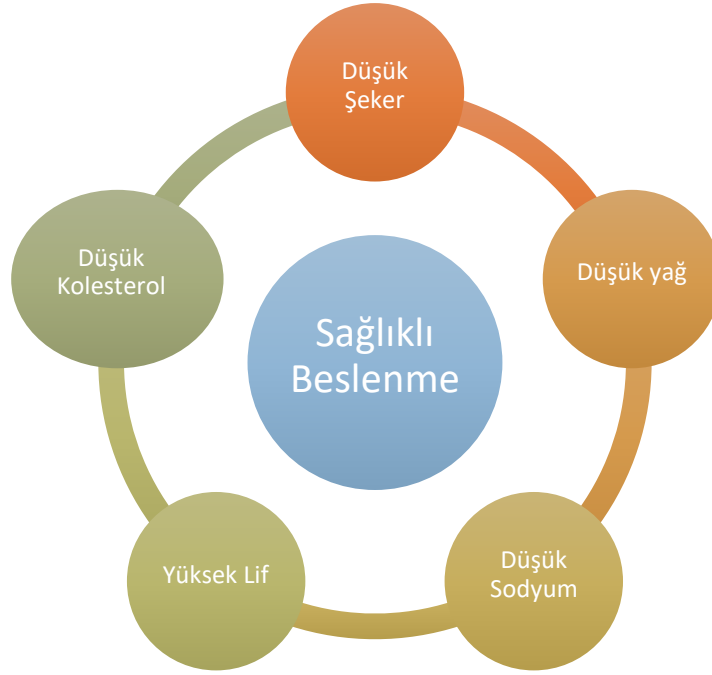 Düşük
Şeker
Düşük yağ
Düşük
Sodyum
Yüksek Lif
Düşük
Kolesterol
Sağlıklı
Beslenme